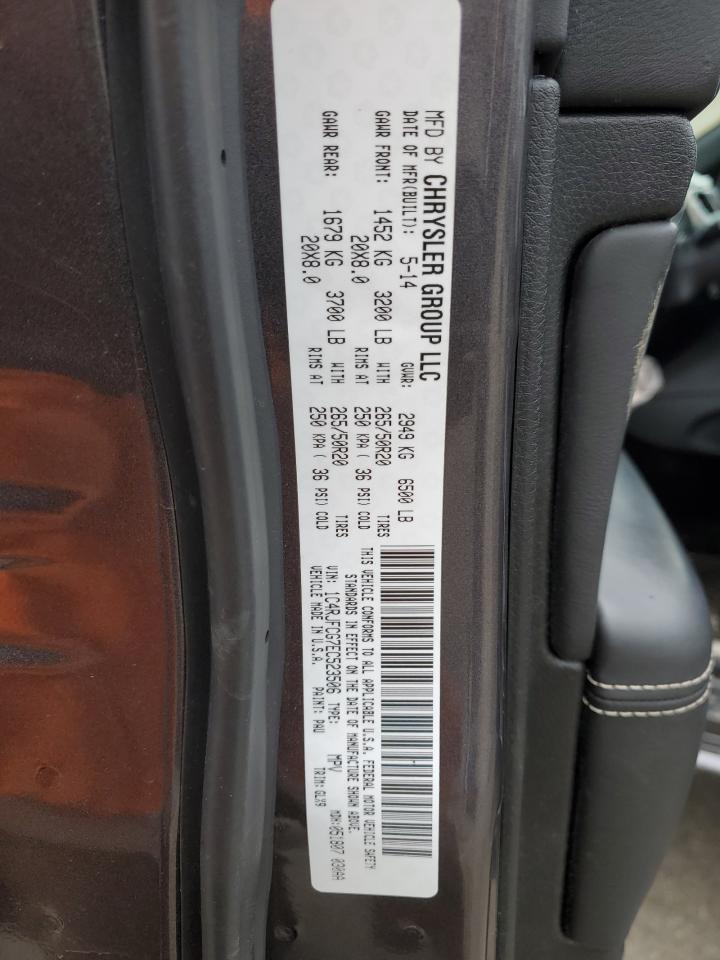 MFD BY CHRYSLER GROUP LLC
DATE OF MFR(BUILT): 5-14 GVWR: 2949 KG 6500 LB
GAWR FRONT: 1452 KG 3200 LB WITH 265/50R20 TIRES
20X8.0 RIMS AT 250 KPA ( 36 PSI) COLD
GAWR REAR: 1679 KG 3700 LB WITH 265/50R20 TIRES
20X8.0 RIMS AT 250 KPA ( 36 PSI) COLD
THIS VEHICLE CONFORMS TO ALL APPLICABLE U.S.A. FEDERAL MOTOR VEHICLE SAFETY
STANDARDS IN EFFECT ON THE DATE OF MANUFACTURE SHOWN ABOVE.
VIN: 1C4RJFCG7EC523506 TYPE: MPV MDH:051807 030AA
VEHICLE MADE IN U.S.A. PAINT: PAU TRIM: GLX9